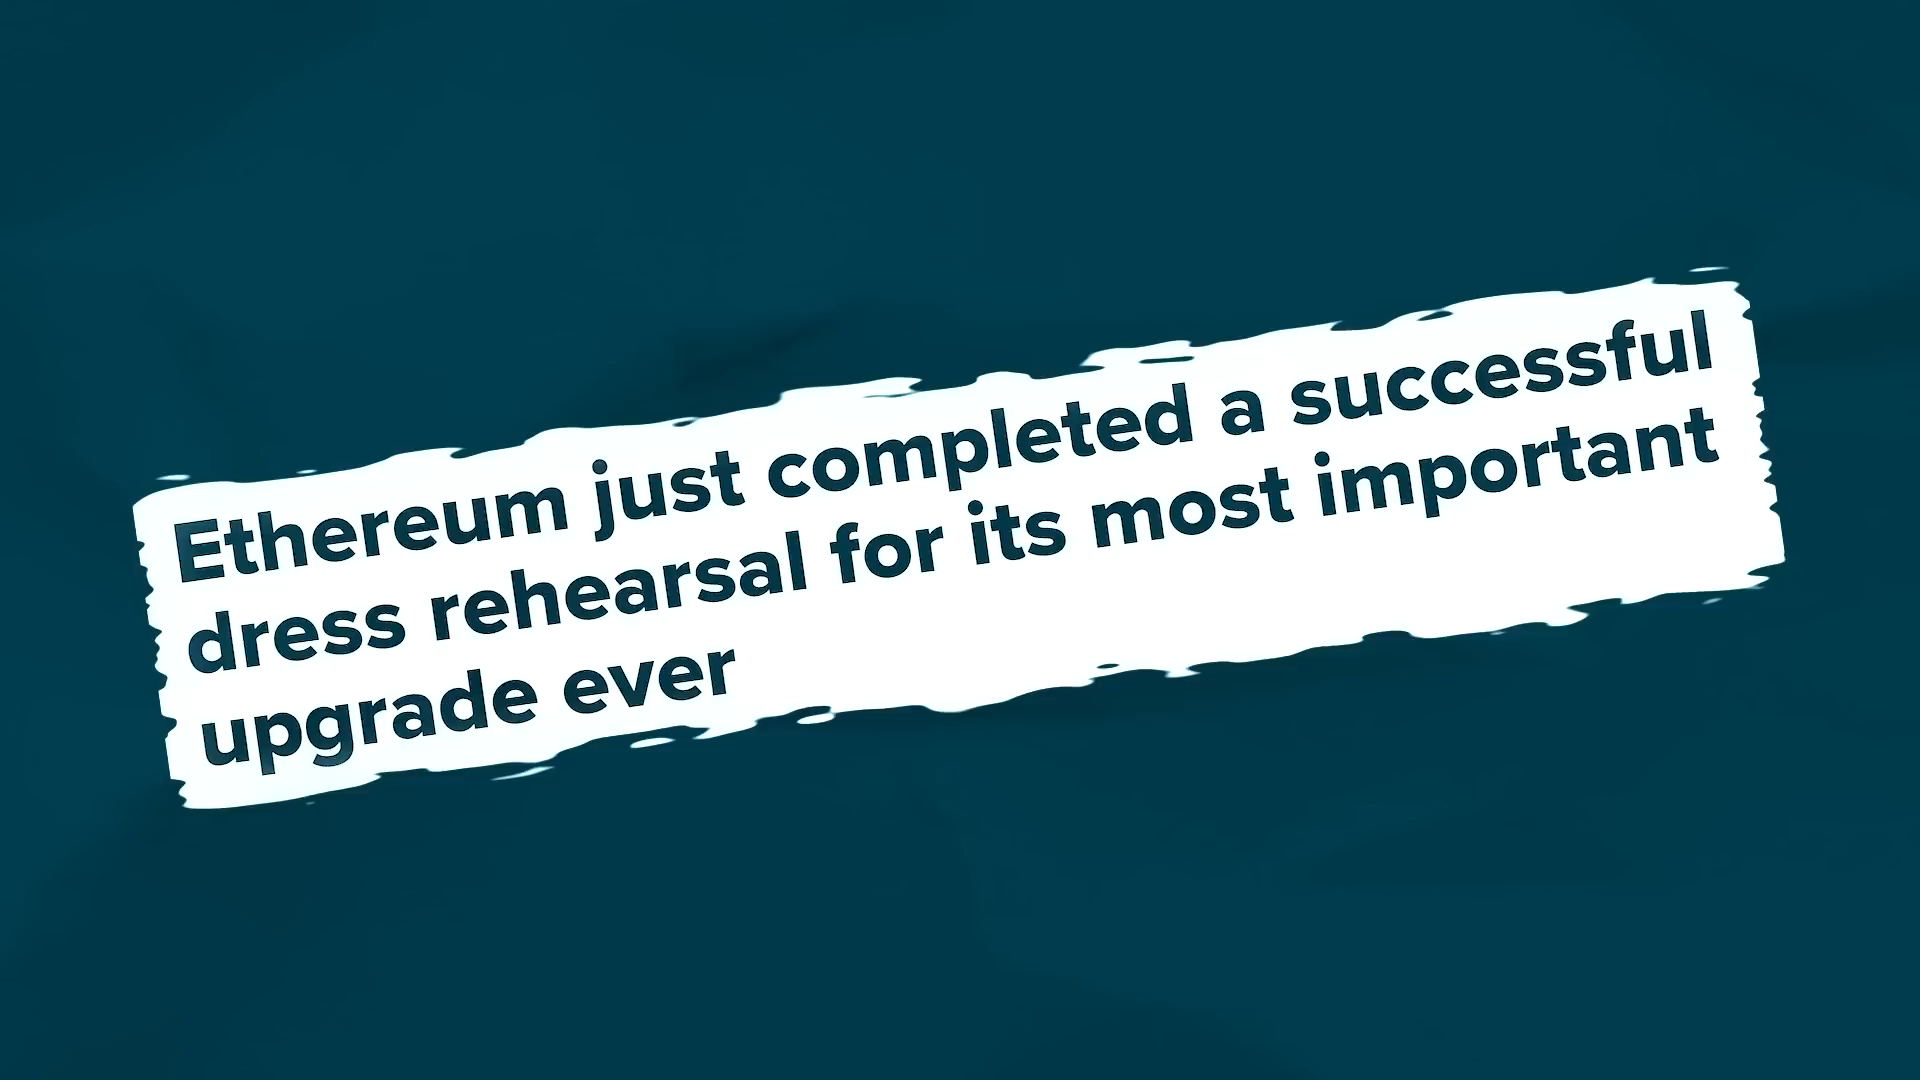 Ethereum just completed a successful
dress rehearsal for its most important
upgrade ever